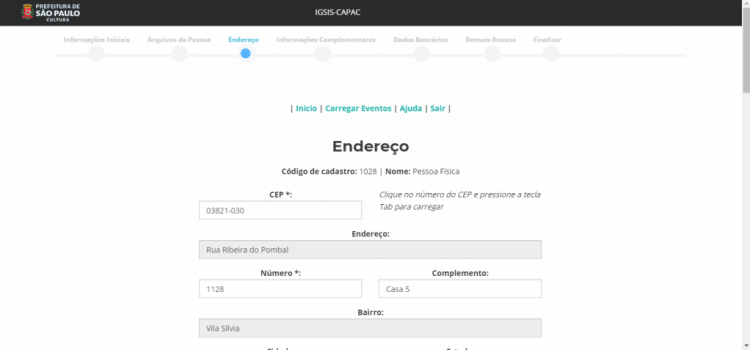 PREFEITURA DE
SÃO PAULO
CULTURA
IGSIS-CAPAC
Informações Iniciais
Arquivos da Pessoa
Endereço
Informações Complementares
Dados Bancários
Demais Anexos
Finalizar
| Início | Carregar Eventos | Ajuda | Sair |
Endereço
Código de cadastro: 1028 | Nome: Pessoa Física
CEP *:
Clique no número do CEP e pressione a tecla
Tab para carregar
03821-030
Endereço:
Rua Ribeira do Pombal
Número *:
Complemento:
1128
Casa 5
Bairro:
Vila Sílvia